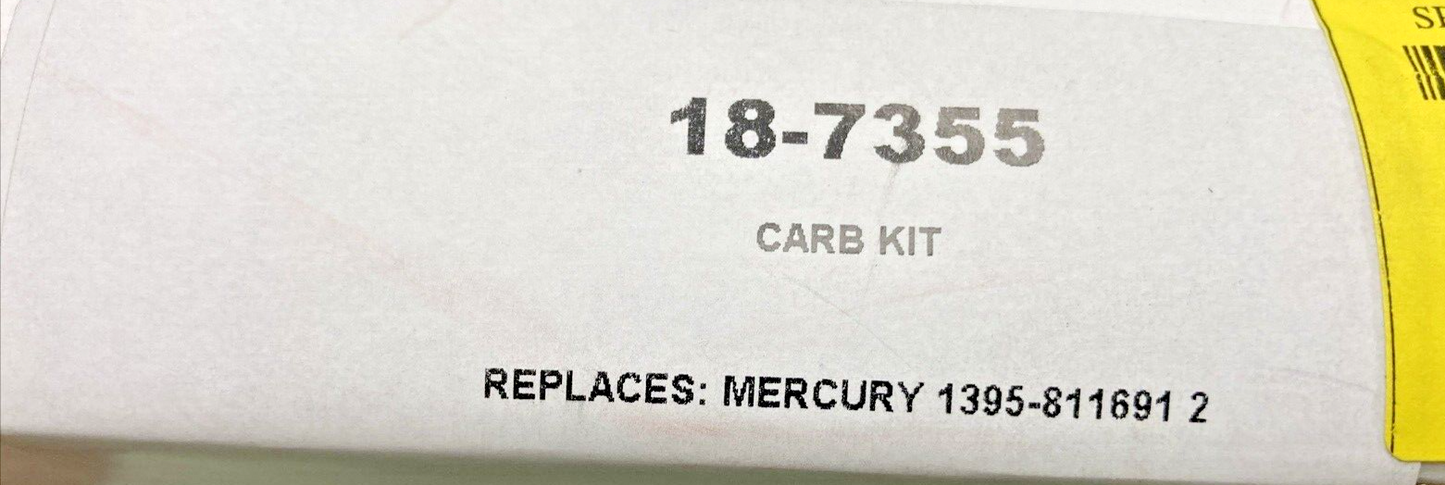 18-7355
CARB KIT
REPLACES: MERCURY 1395-811691 2